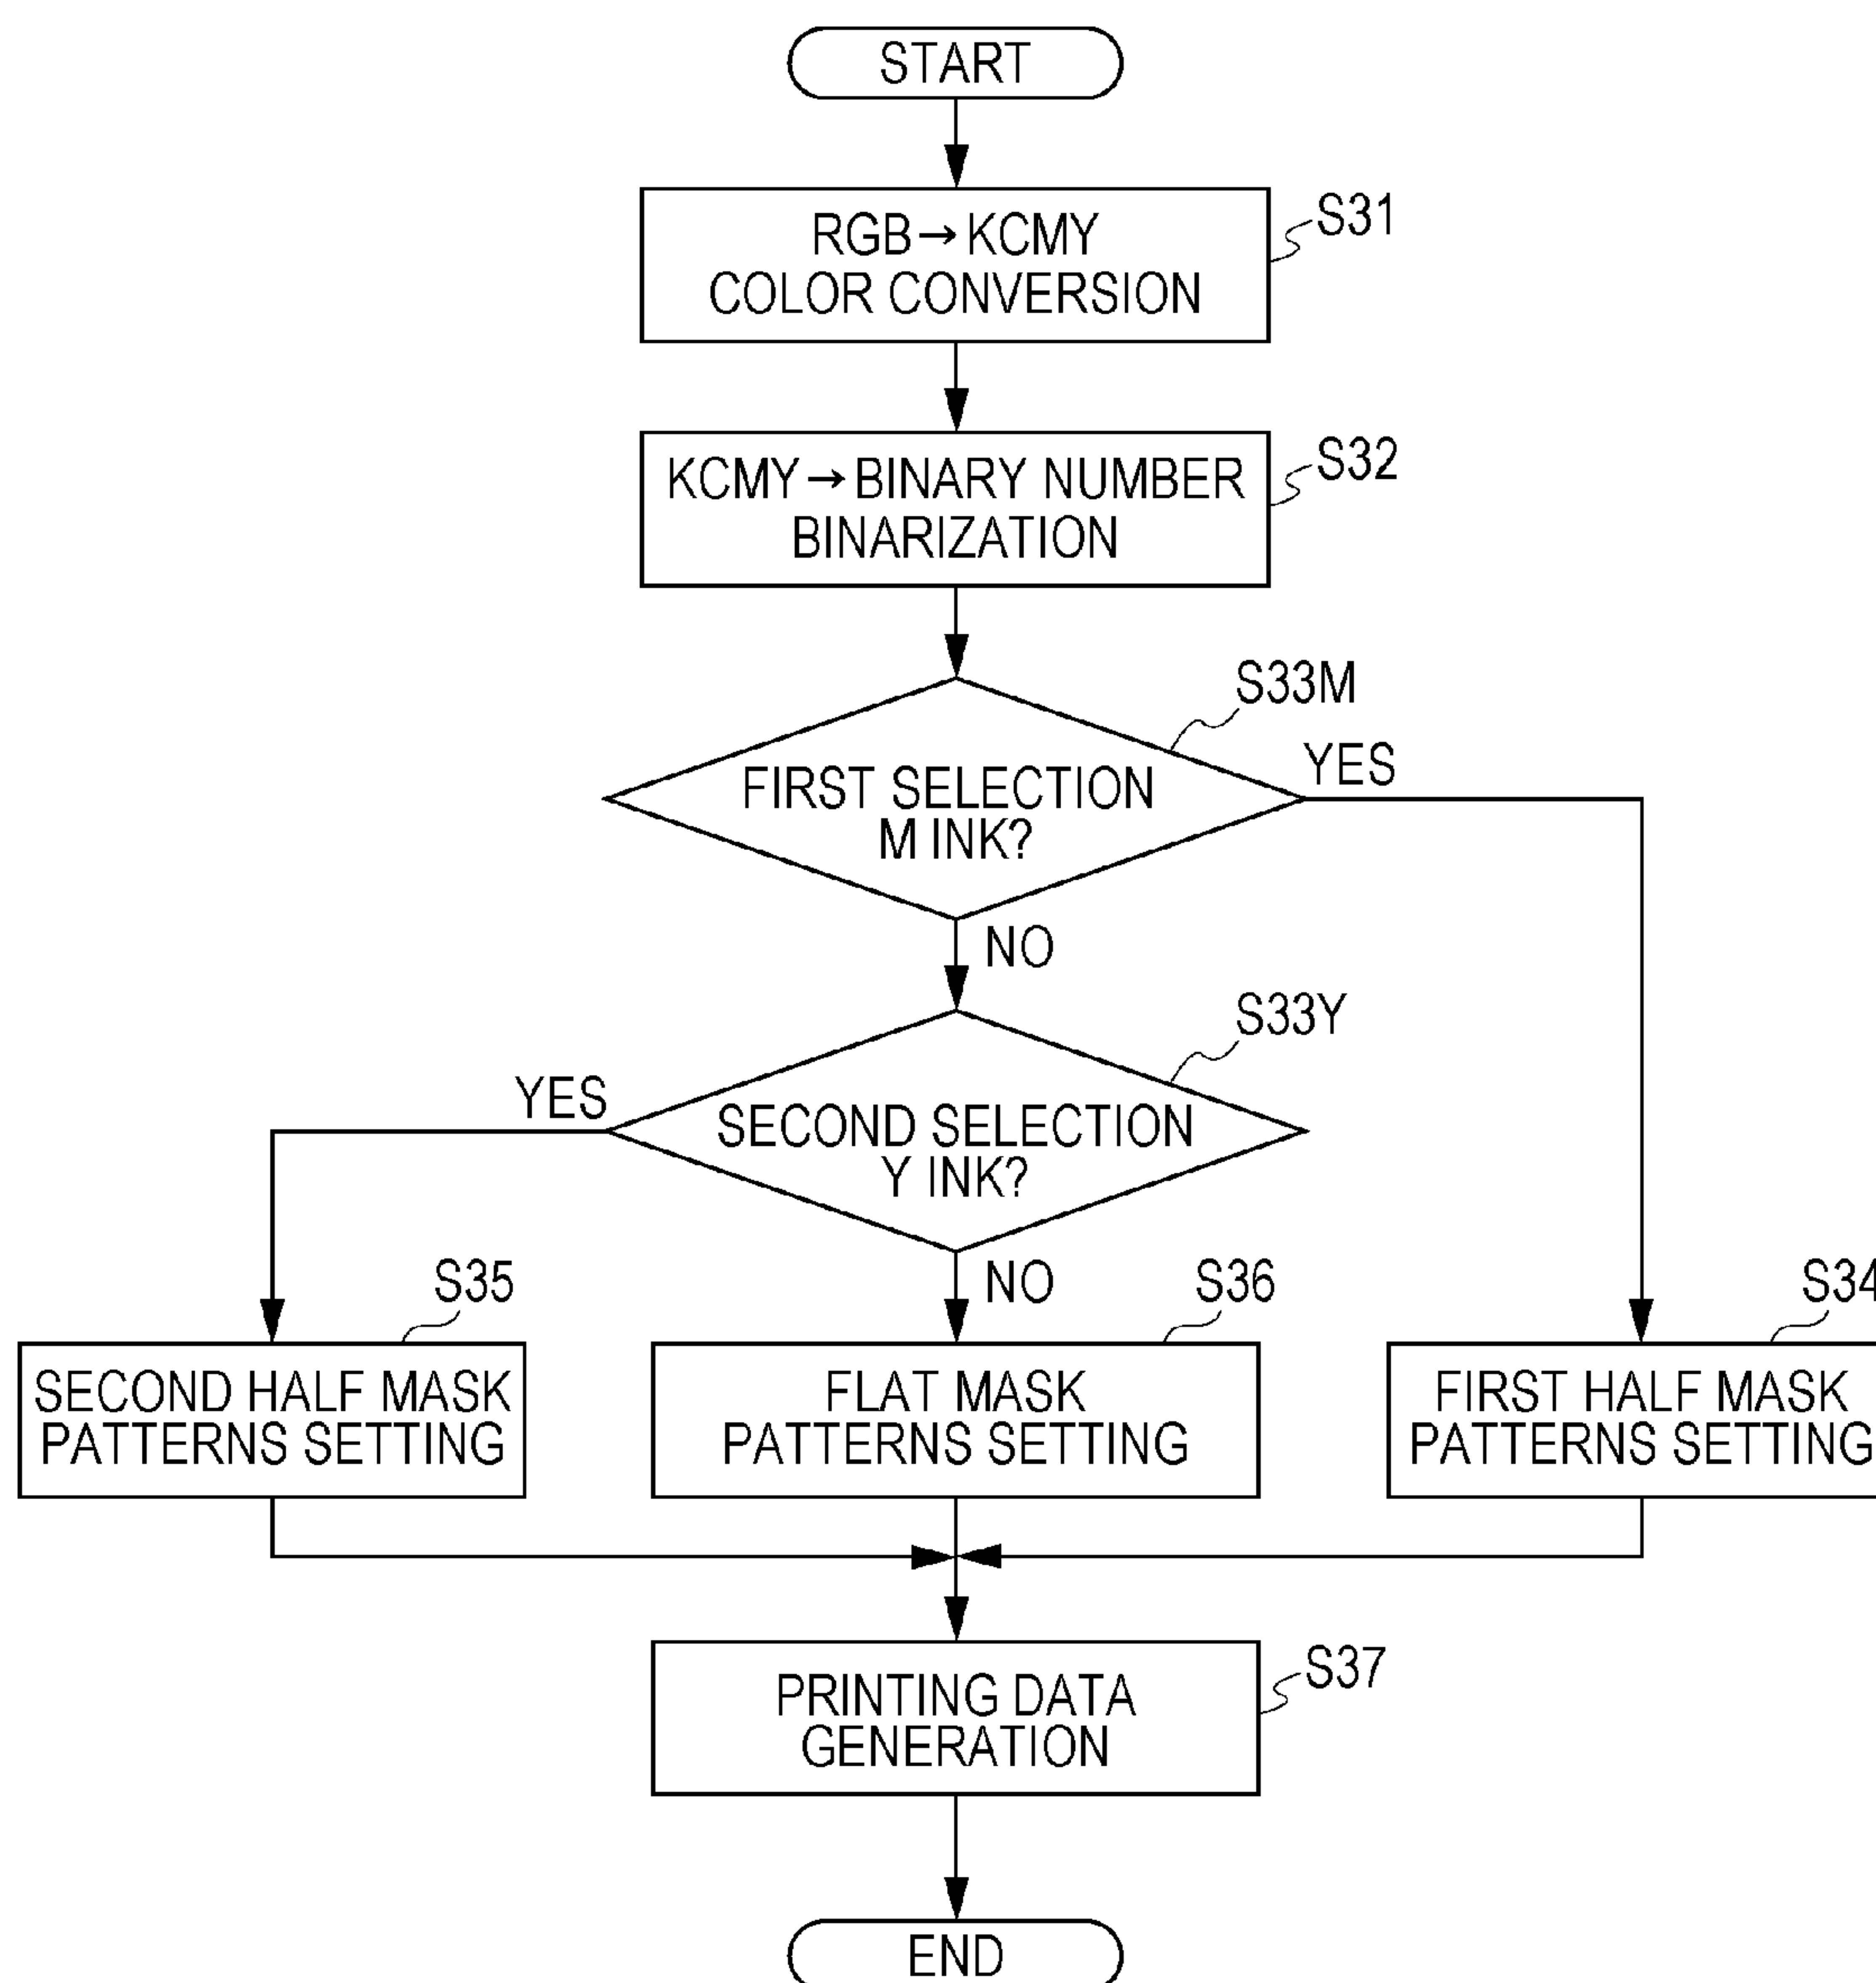 START
RGB→KCMY
COLOR CONVERSION
S31
KCMY→BINARY NUMBER
BINARIZATION
S32
S33M
FIRST SELECTION
M INK?
YES
NO
S33Y
SECOND SELECTION
Y INK?
YES
NO
S35
SECOND HALF MASK
PATTERNS SETTING
S36
FLAT MASK
PATTERNS SETTING
S34
FIRST HALF MASK
PATTERNS SETTING
PRINTING DATA
GENERATION
S37
END